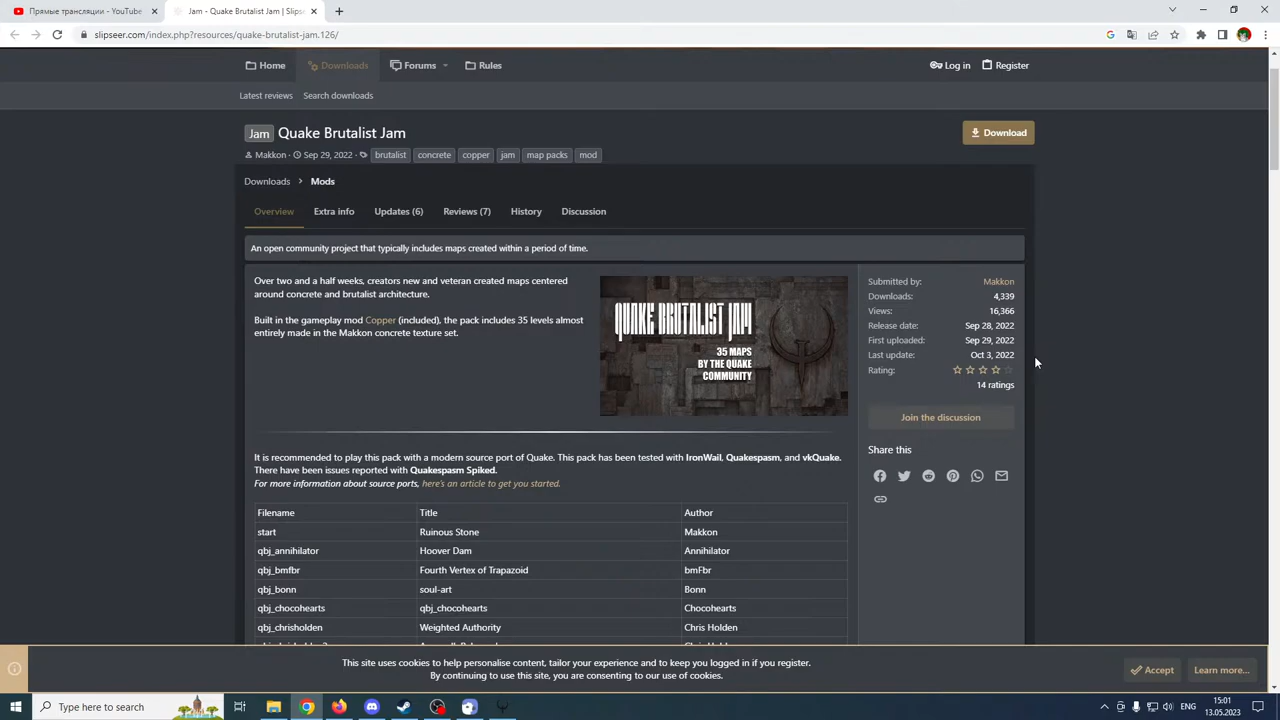 Прямые трансляции - YouTube
Jam - Quake Brutalist Jam | Slipse
slipseer.com/index.php?resources/quake-brutalist-jam.126/
Home
Downloads
Forums
Rules
Log in
Register
Latest reviews
Search downloads
Jam Quake Brutalist Jam
Download
Makkon · Sep 29, 2022 · brutalist concrete copper jam map packs mod
Downloads > Mods
Overview
Extra info
Updates (6)
Reviews (7)
History
Discussion
An open community project that typically includes maps created within a period of time.
Over two and a half weeks, creators new and veteran created maps centered
around concrete and brutalist architecture.
Built in the gameplay mod Copper (included), the pack includes 35 levels almost
entirely made in the Makkon concrete texture set.
QUAKE BRUTALIST JAM
35 MAPS
BY THE QUAKE
COMMUNITY
Submitted by: Makkon
Downloads: 4,339
Views: 16,366
Release date: Sep 28, 2022
First uploaded: Sep 29, 2022
Last update: Oct 3, 2022
Rating:
14 ratings
Join the discussion
Share this
It is recommended to play this pack with a modern source port of Quake. This pack has been tested with IronWail, Quakespasm, and vkQuake.
There have been issues reported with Quakespasm Spiked.
For more information about source ports, here's an article to get you started.
Filename Title Author
start Ruinous Stone Makkon
qbj_annihilator Hoover Dam Annihilator
qbj_bmfbr Fourth Vertex of Trapazoid bmFbr
qbj_bonn soul-art Bonn
qbj_chocohearts qbj_chocohearts Chocohearts
qbj_chrisholden Weighted Authority Chris Holden
This site uses cookies to help personalise content, tailor your experience and to keep you logged in if you register.
By continuing to use this site, you are consenting to our use of cookies.
Accept
Learn more...
Type here to search
ENG
15:01
13.05.2023